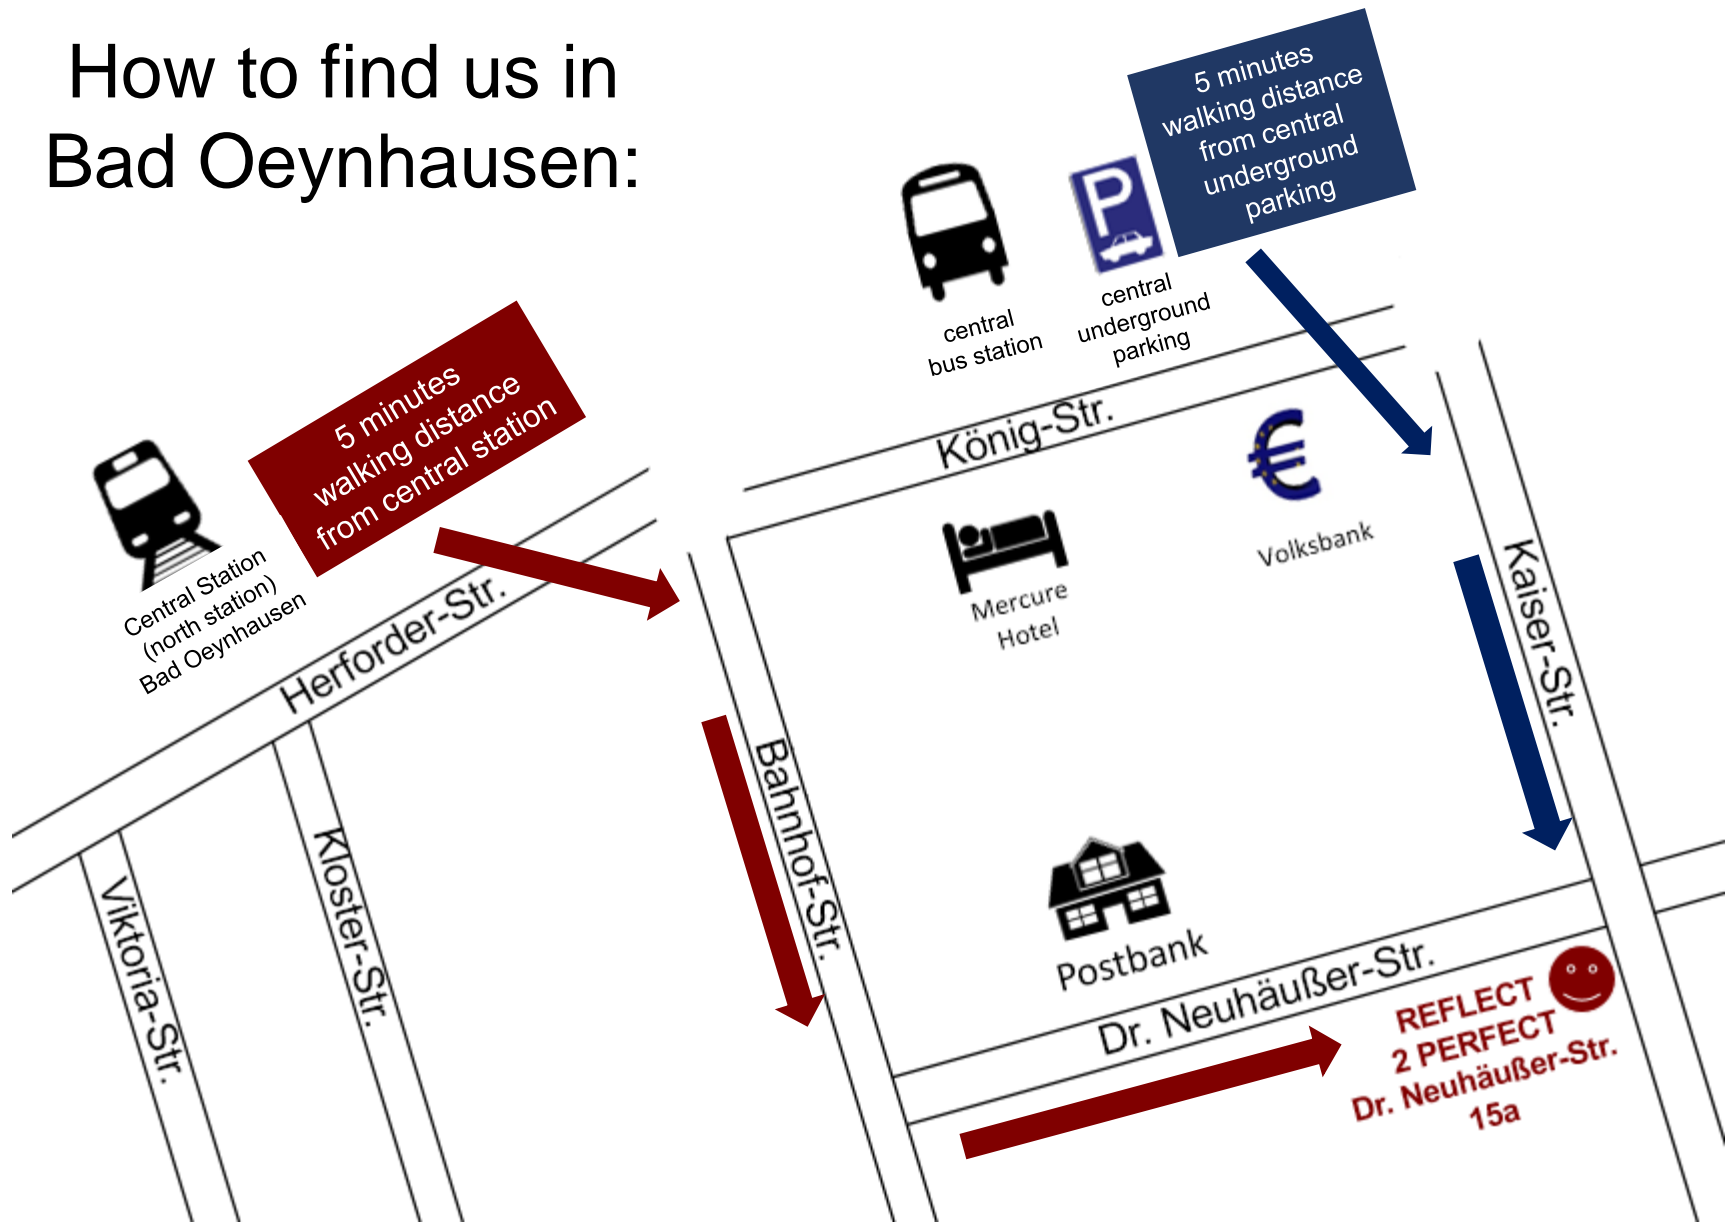 How to find us in
Bad Oeynhausen:
5 minutes
walking distance
from central
underground
parking
P
central
bus station
central
underground
parking
5 minutes
walking distance
from central station
Central Station
(north station)
Bad Oeynhausen
König-Str.
€
Volksbank
Mercure
Hotel
Herforder-Str.
Kaiser-Str.
Bahnhof-Str.
Kloster-Str.
Viktoria-Str.
Postbank
Dr. Neuhäußer-Str.
REFLECT
2 PERFECT
Dr. Neuhäußer-Str.
15a